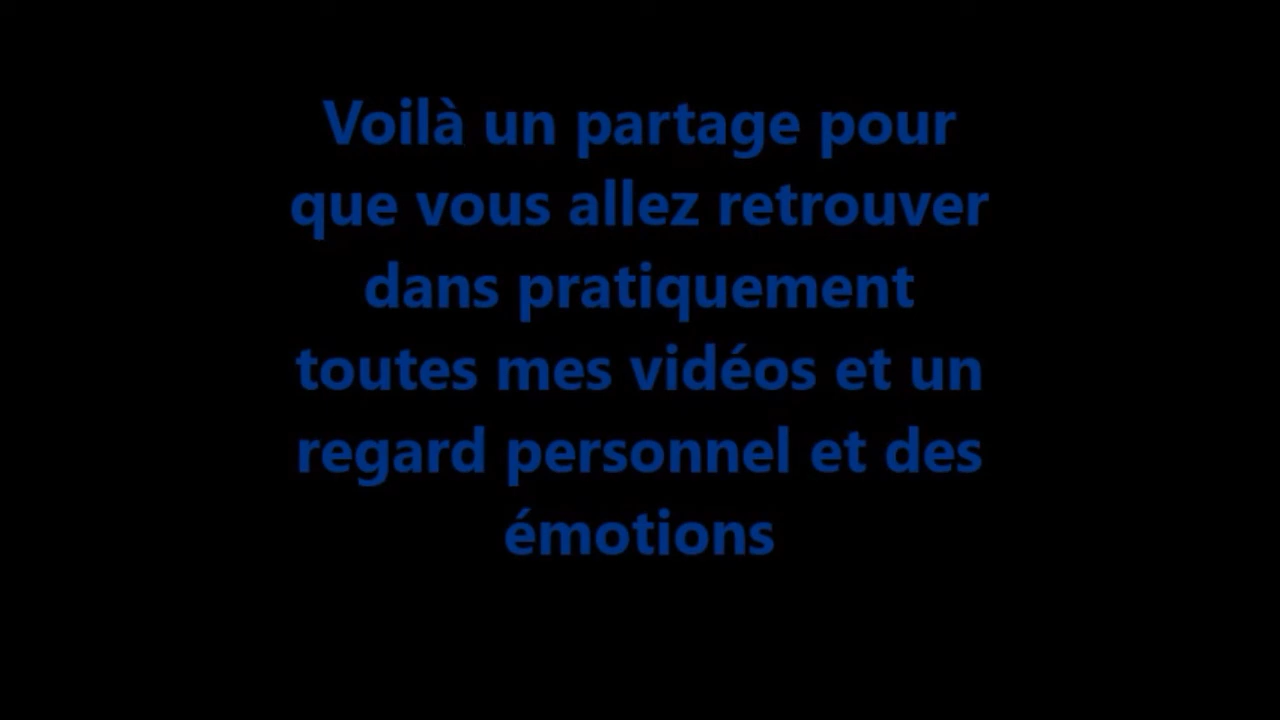 Voilà un partage pour
que vous allez retrouver
dans pratiquement
toutes mes vidéos et un
regard personnel et des
émotions